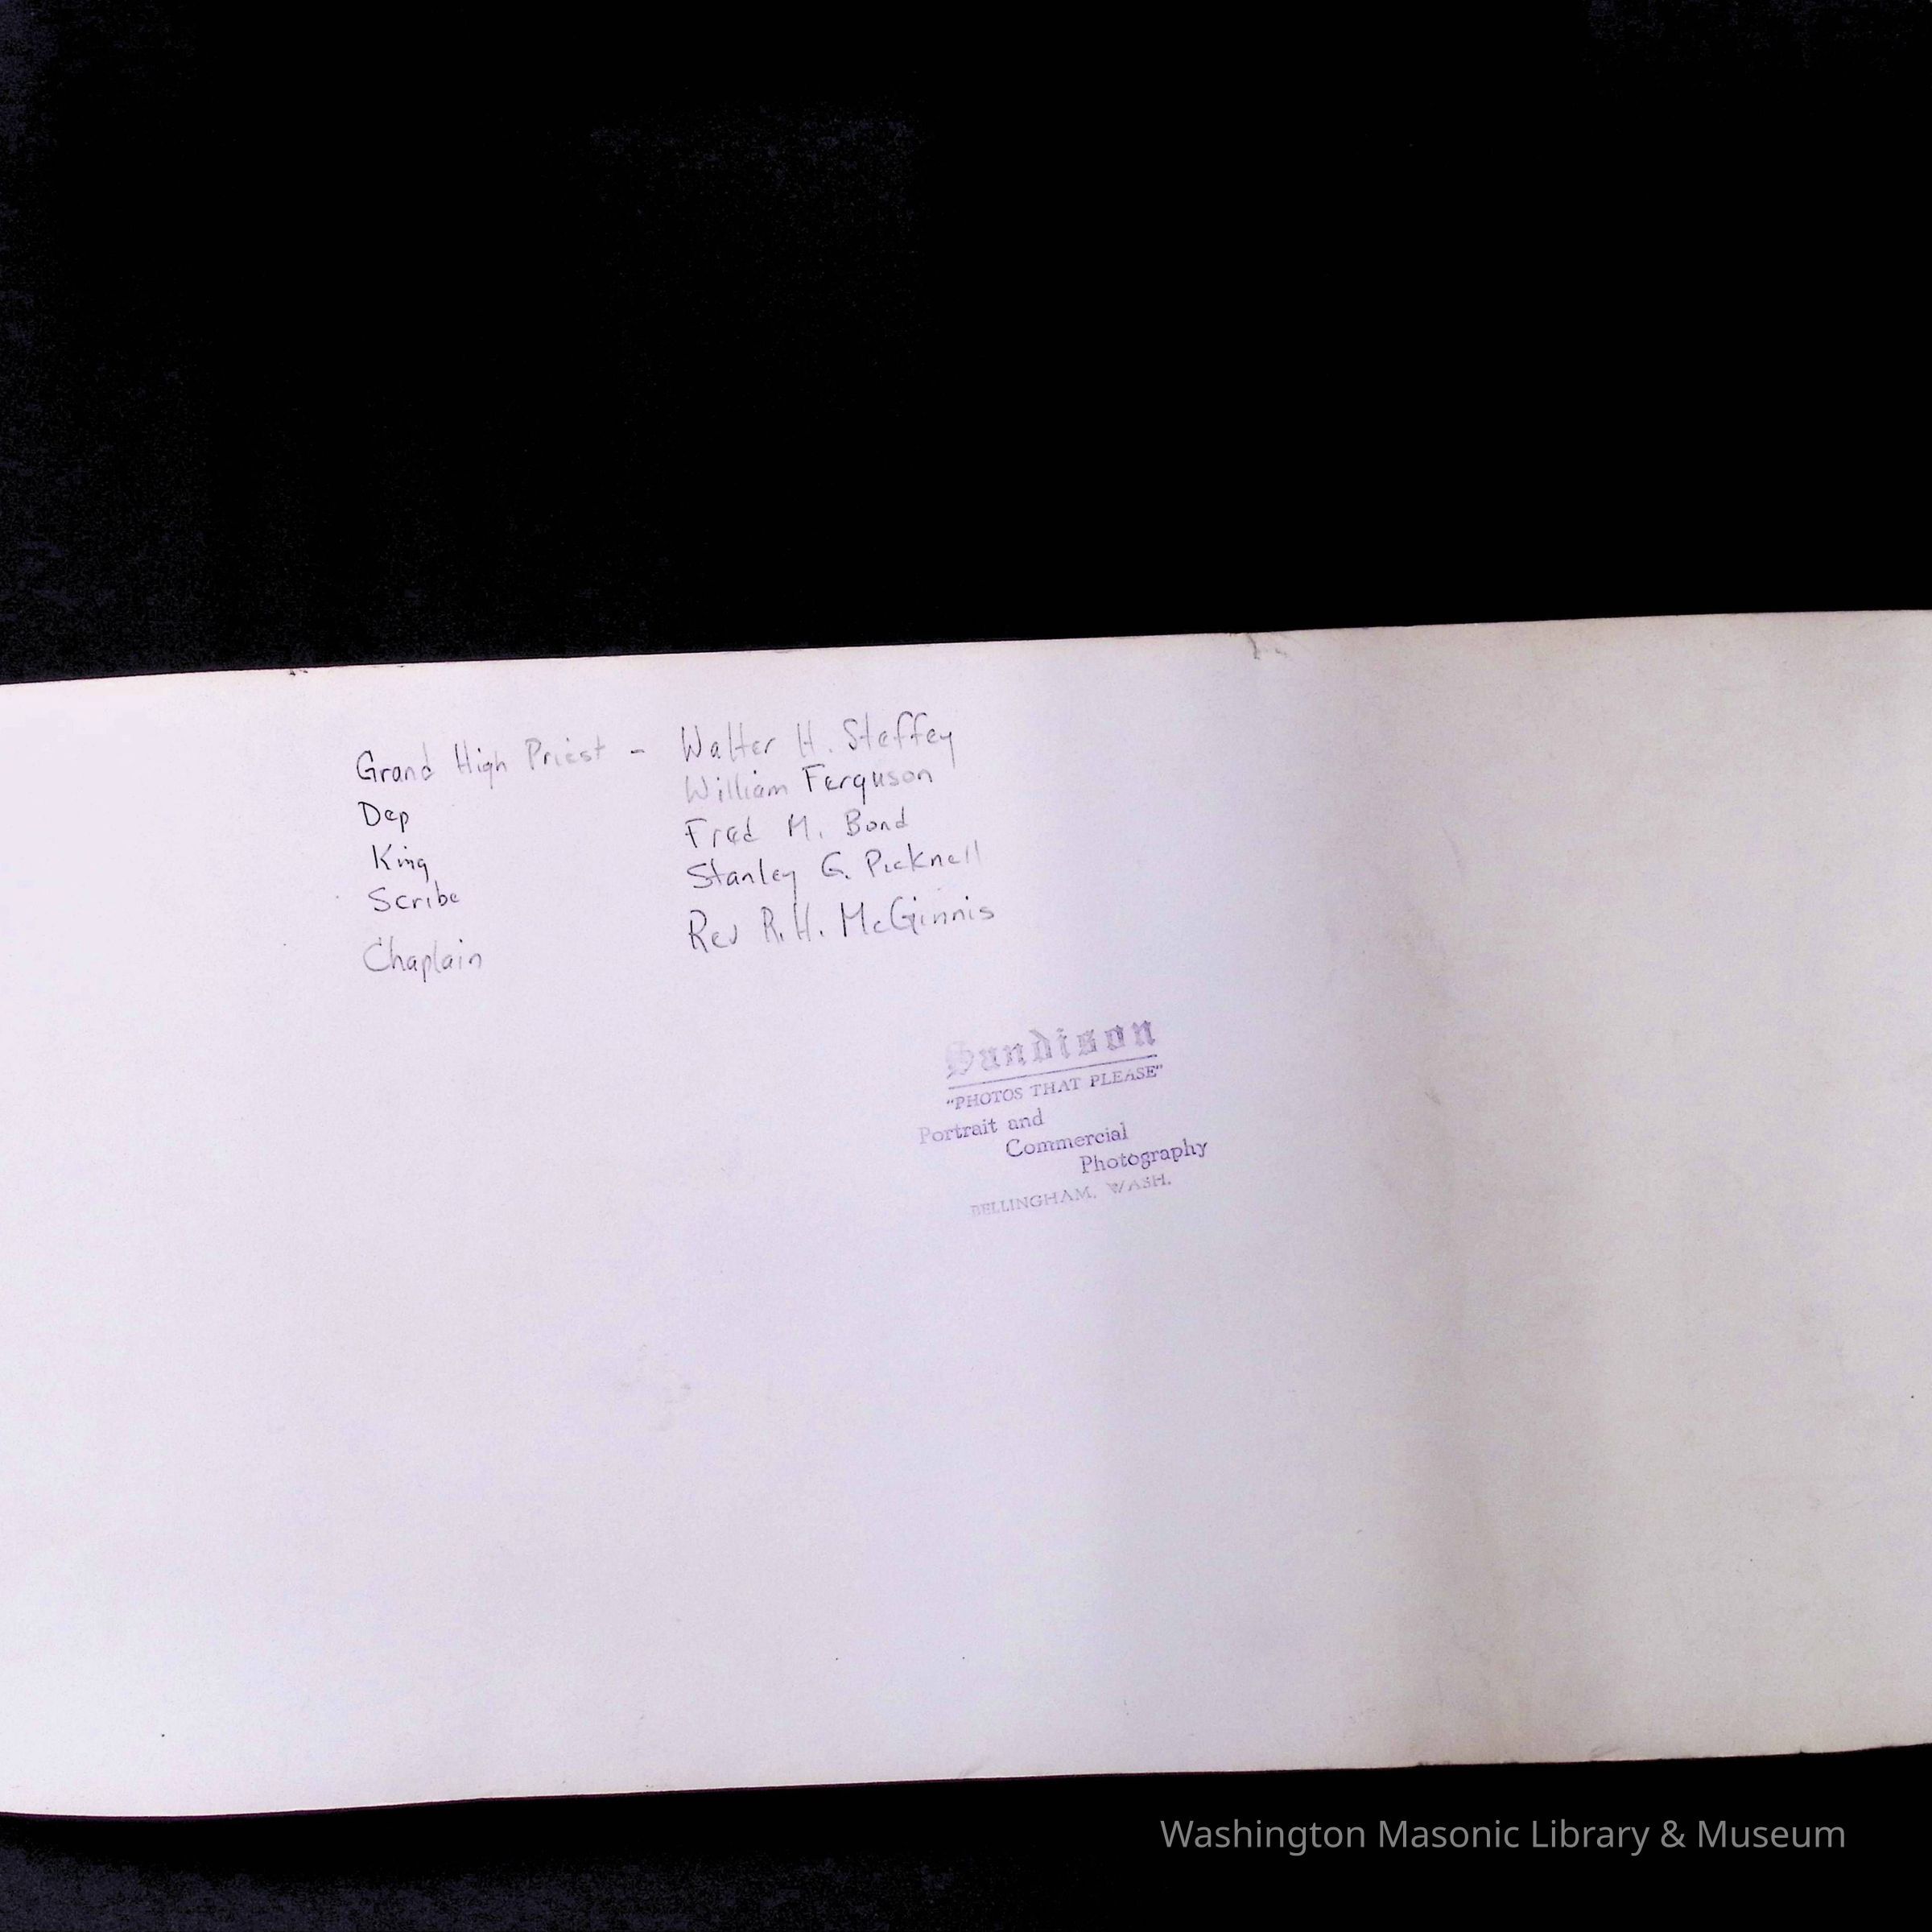 Grand High Priest - Walter H. Steffey
Dep William Ferguson
King Fred M. Bond
Scribe Stanley G. Picknell
Chaplain Rev R.H. McGinnis
Sandison
"PHOTOS THAT PLEASE"
Portrait and
Commercial
Photography
BELLINGHAM, WASH.
Washington Masonic Library & Museum